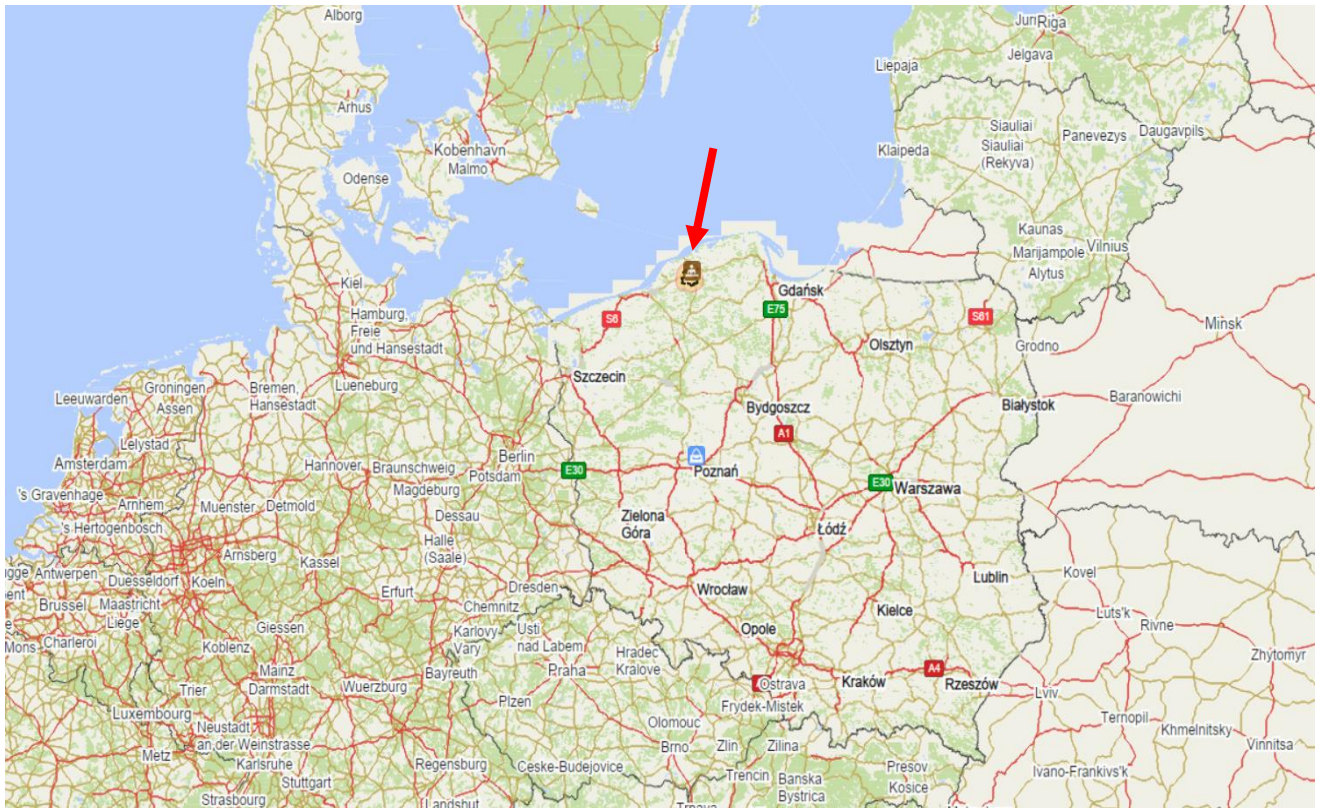 Alborg
Jur
Riga
Jelgava
Liepaja
Arhus
Siauliai
Panevezys
Daugavpils
Kobenhavn
Siauliai
(Rekyva)
Klaipeda
Malmo
Odense
Kaunas
Marijampole
Vilnius
Alytus
Kiel
Gdańsk
Hamburg,
Freie
und Hansestadt
E75
S6
S61
Minsk
Olsztyn
Grodno
Szczecin
Groningen
Bremen,
Hansestadt
Lueneburg
Leeuwarden
Assen
Baranowichi
Białystok
Bydgoszcz
A1
Lelystad
Berlin
Amsterdam
Hannover
Braunschweig
Potsdam
E30
Poznań
Magdeburg
E30
Warszawa
's Gravenhage
Arnhem
Muenster
Detmold
Dessau
Zielona
Góra
's Hertogenbosch
Łódź
Halle
(Saale)
Arnsberg
Kassel
ugge
Antwerpen
Duesseldorf
Koeln
Kovel
Lublin
Erfurt
Dresden
Wrocław
ent
Brussel
Maastricht
Liege
Chemnitz
Kielce
Luts'k
Rivne
Giessen
Karlovy
Vary
Usti
nad Labem
Opole
e
Mons
Charleroi
Koblenz
Hradec
Kralove
Zhytomyr
Mainz
Bayreuth
Praha
A4
Trier
Darmstadt
Wuerzburg
Ostrava
Kraków
Rzeszów
Lviv
Plzen
Frydek-Mistek
Luxembourg
Neustadt
an der Weinstrasse
Olomouc
Ternopil
Khmelnitsky
Metz
Karlsruhe
Brno
Zlin
Zilina
Vinnitsa
Regensburg
Ceske-Budejovice
Presov
Stuttgart
Trencin
Banska
Bystrica
Kosice
Ivano-Frankivs'k
Strasbourg
Landshut
Trnava